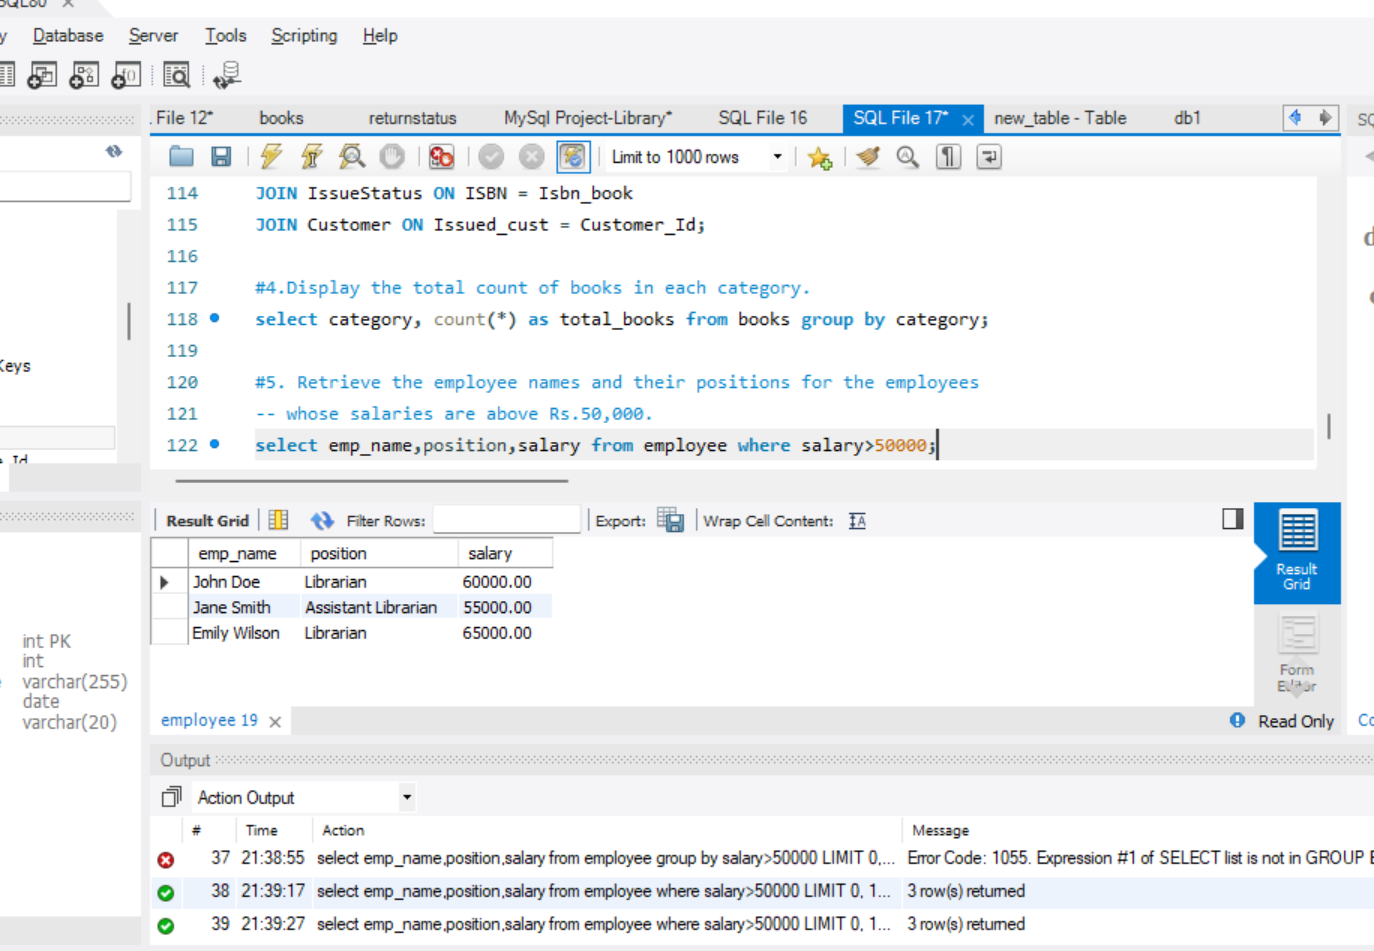 Database Server Tools Scripting Help
File 12* books returnstatus MySql Project-Library* SQL File 16 SQL File 17* new_table - Table db1
Limit to 1000 rows
114 JOIN IssueStatus ON ISBN = Isbn_book
115 JOIN Customer ON Issued_cust = Customer_Id;
116
117 #4.Display the total count of books in each category.
118 select category, count(*) as total_books from books group by category;
119
120 #5. Retrieve the employee names and their positions for the employees
121 -- whose salaries are above Rs.50,000.
122 select emp_name,position,salary from employee where salary>50000;
Keys
Id
Result Grid Filter Rows: Export: Wrap Cell Content:
emp_name position salary
John Doe Librarian 60000.00
Jane Smith Assistant Librarian 55000.00
Emily Wilson Librarian 65000.00
Result
Grid
Form
Editor
int PK
int
varchar(255)
date
varchar(20)
employee 19
Read Only
Output
Action Output
# Time Action Message
37 21:38:55 select emp_name,position,salary from employee group by salary>50000 LIMIT 0,... Error Code: 1055. Expression #1 of SELECT list is not in GROUP
38 21:39:17 select emp_name,position,salary from employee where salary>50000 LIMIT 0, 1... 3 row(s) returned
39 21:39:27 select emp_name,position,salary from employee where salary>50000 LIMIT 0, 1... 3 row(s) returned